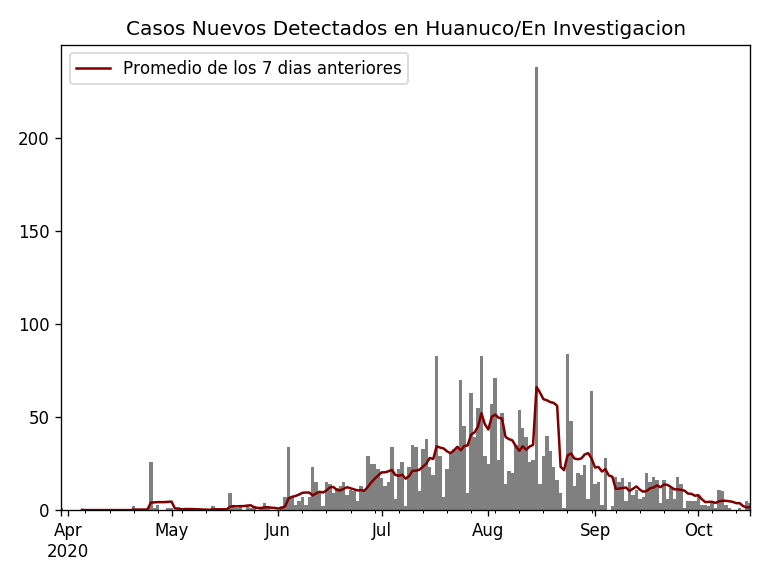 Casos Nuevos Detectados en Huanuco/En Investigacion
Promedio de los 7 dias anteriores
200
150
100
50
0
Apr May Jun Jul Aug Sep Oct
2020